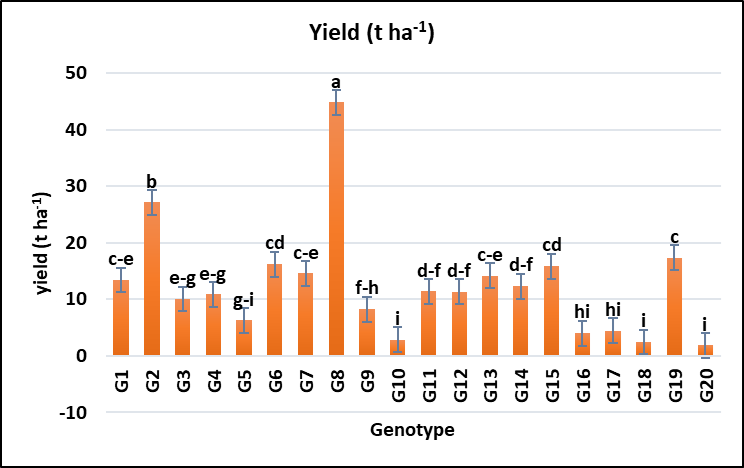 Yield (t ha-1)
yield (t ha-1)
50
40
30
20
10
0
-10
c-e
b
e-g
e-g
g-i
cd
c-e
a
f-h
i
d-f
d-f
c-e
d-f
cd
hi
hi
i
c
i
G1
G2
G3
G4
G5
G6
G7
G8
G9
G10
G11
G12
G13
G14
G15
G16
G17
G18
G19
G20
Genotype